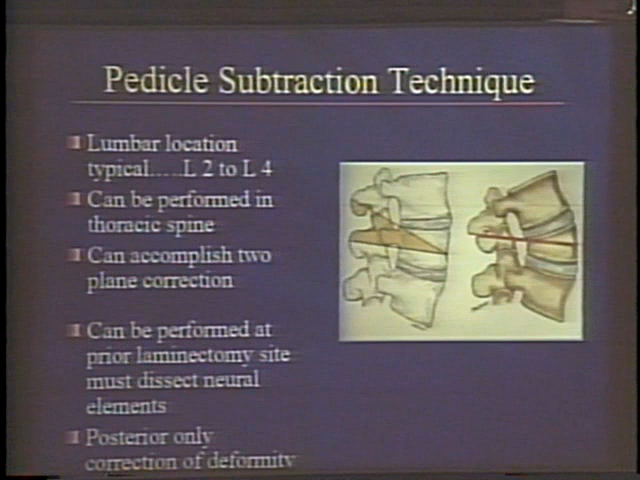 Pedicle Subtraction Technique
Lumbar location
typical.....L 2 to L 4
Can be performed in
thoracic spine
Can accomplish two
plane correction
Can be performed at
prior laminectomy site
must dissect neural
elements
Posterior only
correction of deformity